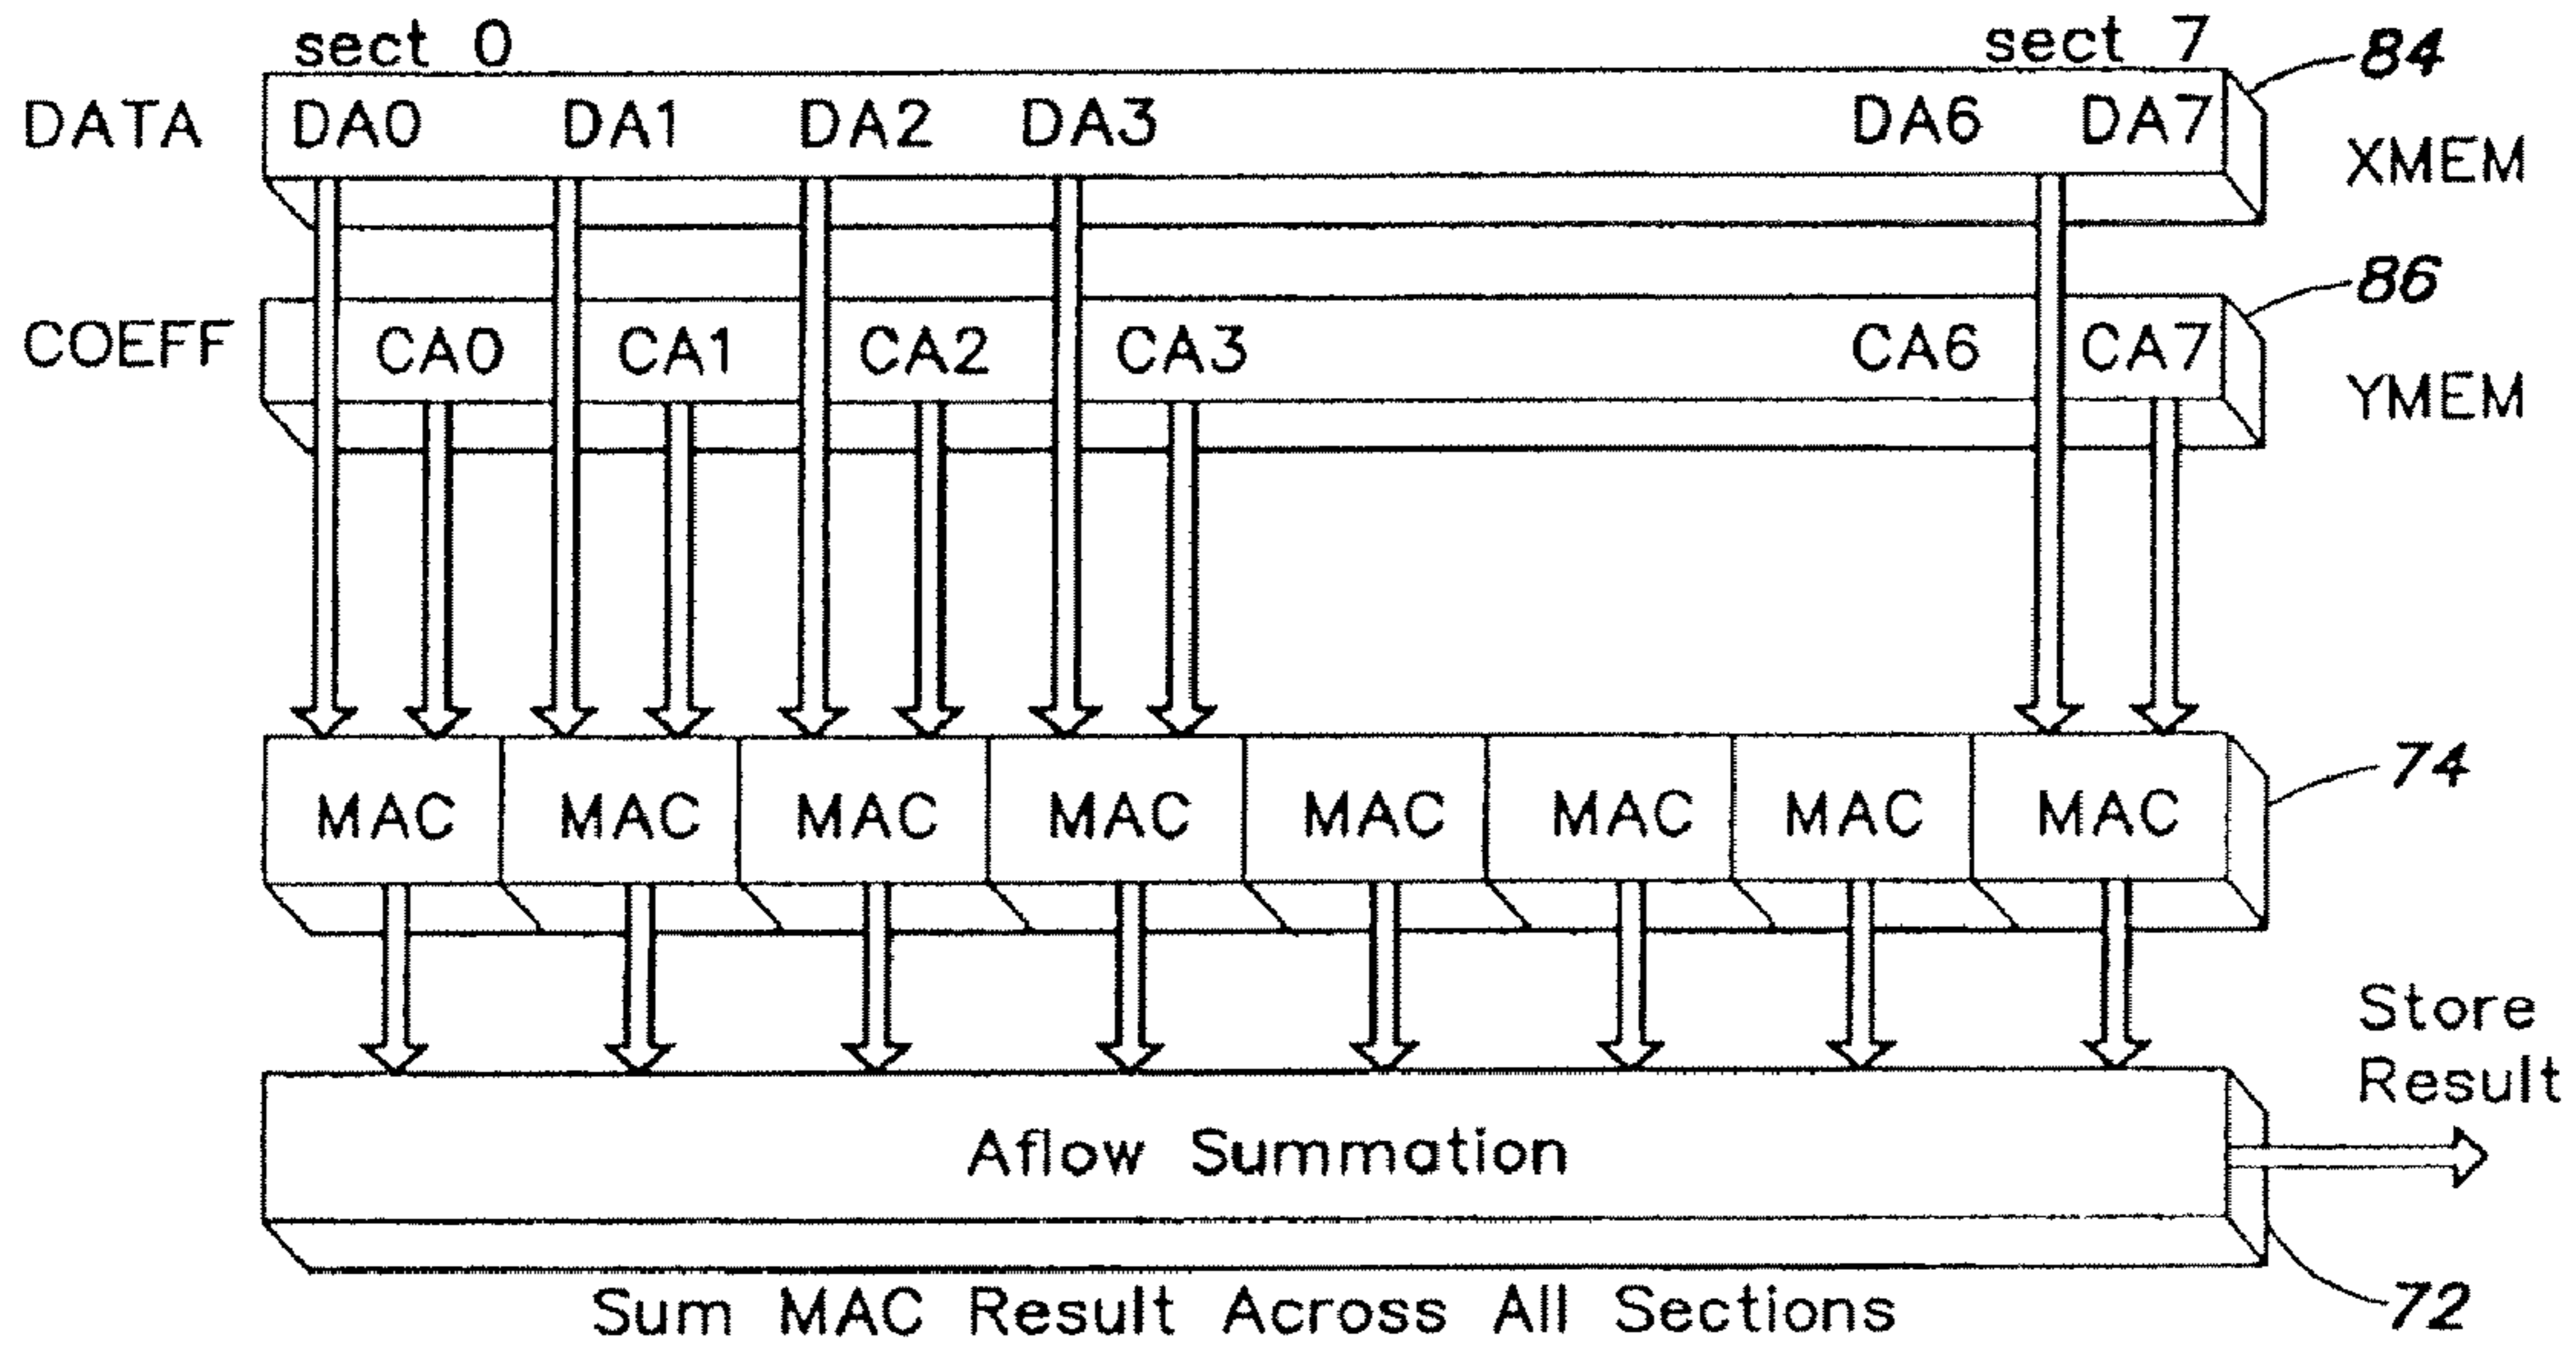 sect 0 sect 7 84
DATA DA0 DA1 DA2 DA3 DA6 DA7 XMEM
86
COEFF CA0 CA1 CA2 CA3 CA6 CA7 YMEM
74
MAC MAC MAC MAC MAC MAC MAC MAC
Store
Result
Aflow Summation
72
Sum MAC Result Across All Sections